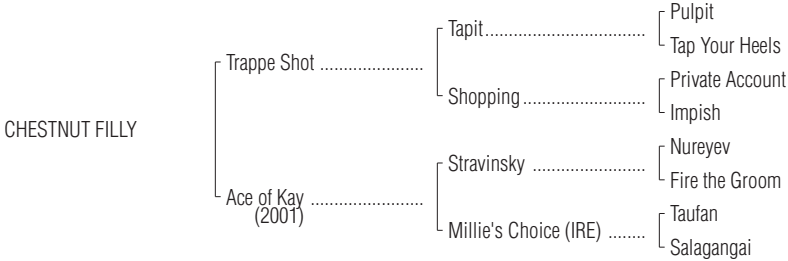 Pulpit
Tapit..................................
Tap Your Heels
Trappe Shot ......................
Private Account
Shopping..........................
Impish
CHESTNUT FILLY
Nureyev
Stravinsky ........................
Fire the Groom
Ace of Kay ........................
(2001)
Taufan
Millie's Choice (IRE) ........
Salagangai